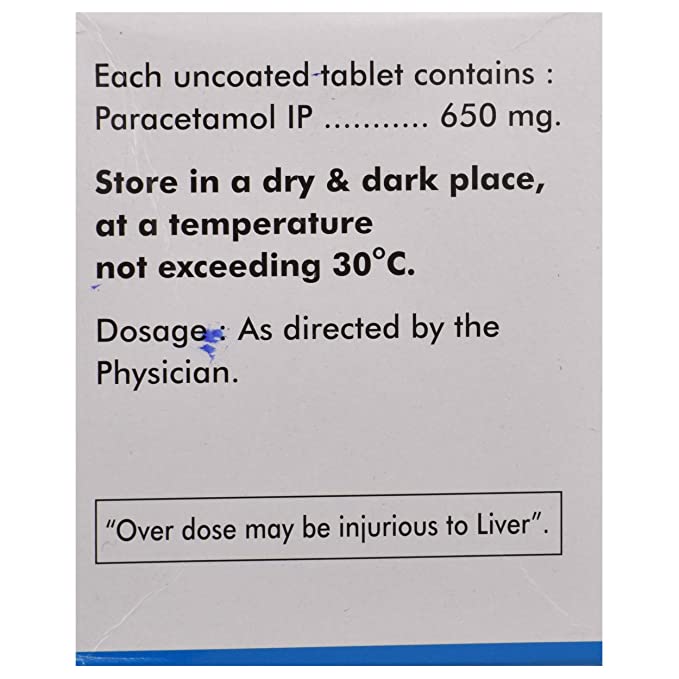 Each uncoated tablet contains :
Paracetamol IP ........... 650 mg.
Store in a dry & dark place,
at a temperature
not exceeding 30°C.
Dosage : As directed by the
Physician.
“Over dose may be injurious to Liver”.